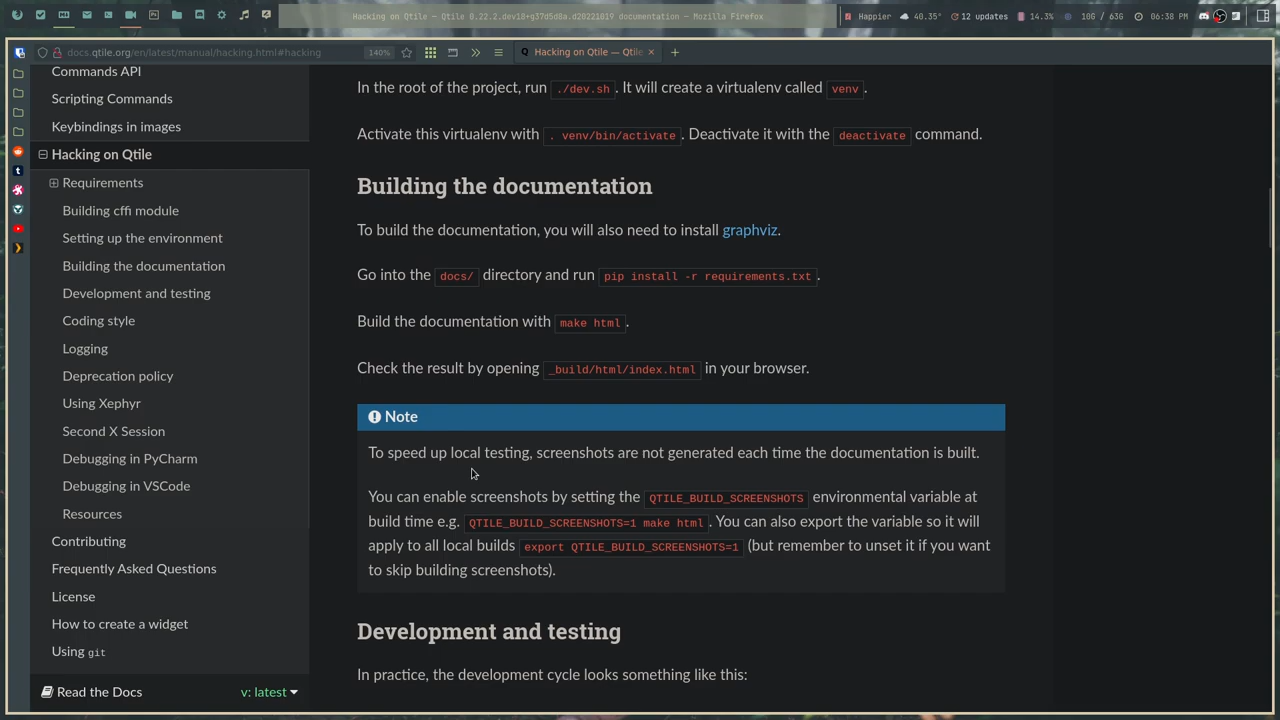 Hacking on Qtile — Qtile 0.22.2.dev18+g37d5d8a.d20221019 documentation — Mozilla Firefox
Happier
40.35°
12 updates
14.3%
10G / 63G
06:38 PM
docs.qtile.org/en/latest/manual/hacking.html#hacking
140%
Hacking on Qtile — Qtile
Commands API
Scripting Commands
Keybindings in images
Hacking on Qtile
Requirements
Building cffi module
Setting up the environment
Building the documentation
Development and testing
Coding style
Logging
Deprecation policy
Using Xephyr
Second X Session
Debugging in PyCharm
Debugging in VSCode
Resources
Contributing
Frequently Asked Questions
License
How to create a widget
Using git
Read the Docs
v: latest
In the root of the project, run ./dev.sh. It will create a virtualenv called venv.
Activate this virtualenv with . venv/bin/activate. Deactivate it with the deactivate command.
Building the documentation
To build the documentation, you will also need to install graphviz.
Go into the docs/ directory and run pip install -r requirements.txt.
Build the documentation with make html.
Check the result by opening _build/html/index.html in your browser.
Note
To speed up local testing, screenshots are not generated each time the documentation is built.
You can enable screenshots by setting the QTILE_BUILD_SCREENSHOTS environmental variable at
build time e.g. QTILE_BUILD_SCREENSHOTS=1 make html. You can also export the variable so it will
apply to all local builds export QTILE_BUILD_SCREENSHOTS=1 (but remember to unset it if you want
to skip building screenshots).
Development and testing
In practice, the development cycle looks something like this: